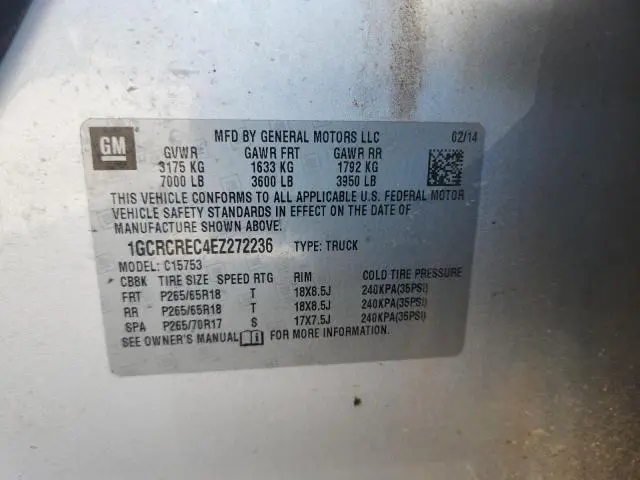 GM MFD BY GENERAL MOTORS LLC 02/14
GVWR GAWR FRT GAWR RR
3175 KG 1633 KG 1792 KG
7000 LB 3600 LB 3950 LB
THIS VEHICLE CONFORMS TO ALL APPLICABLE U.S. FEDERAL MOTOR
VEHICLE SAFETY STANDARDS IN EFFECT ON THE DATE OF
MANUFACTURE SHOWN ABOVE.
1GCRCREC4EZ272236 TYPE: TRUCK
MODEL: C15753
CB8K TIRE SIZE SPEED RTG RIM COLD TIRE PRESSURE
FRT P265/65R18 T 18X8.5J 240KPA(35PSI)
RR P265/65R18 T 18X8.5J 240KPA(35PSI)
SPA P265/70R17 S 17X7.5J 240KPA(35PSI)
SEE OWNER'S MANUAL FOR MORE INFORMATION.